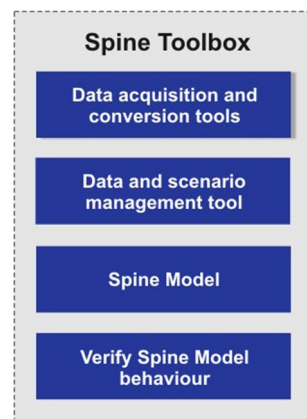 Spine Toolbox
Data acquisition and
conversion tools
Data and scenario
management tool
Spine Model
Verify Spine Model
behaviour